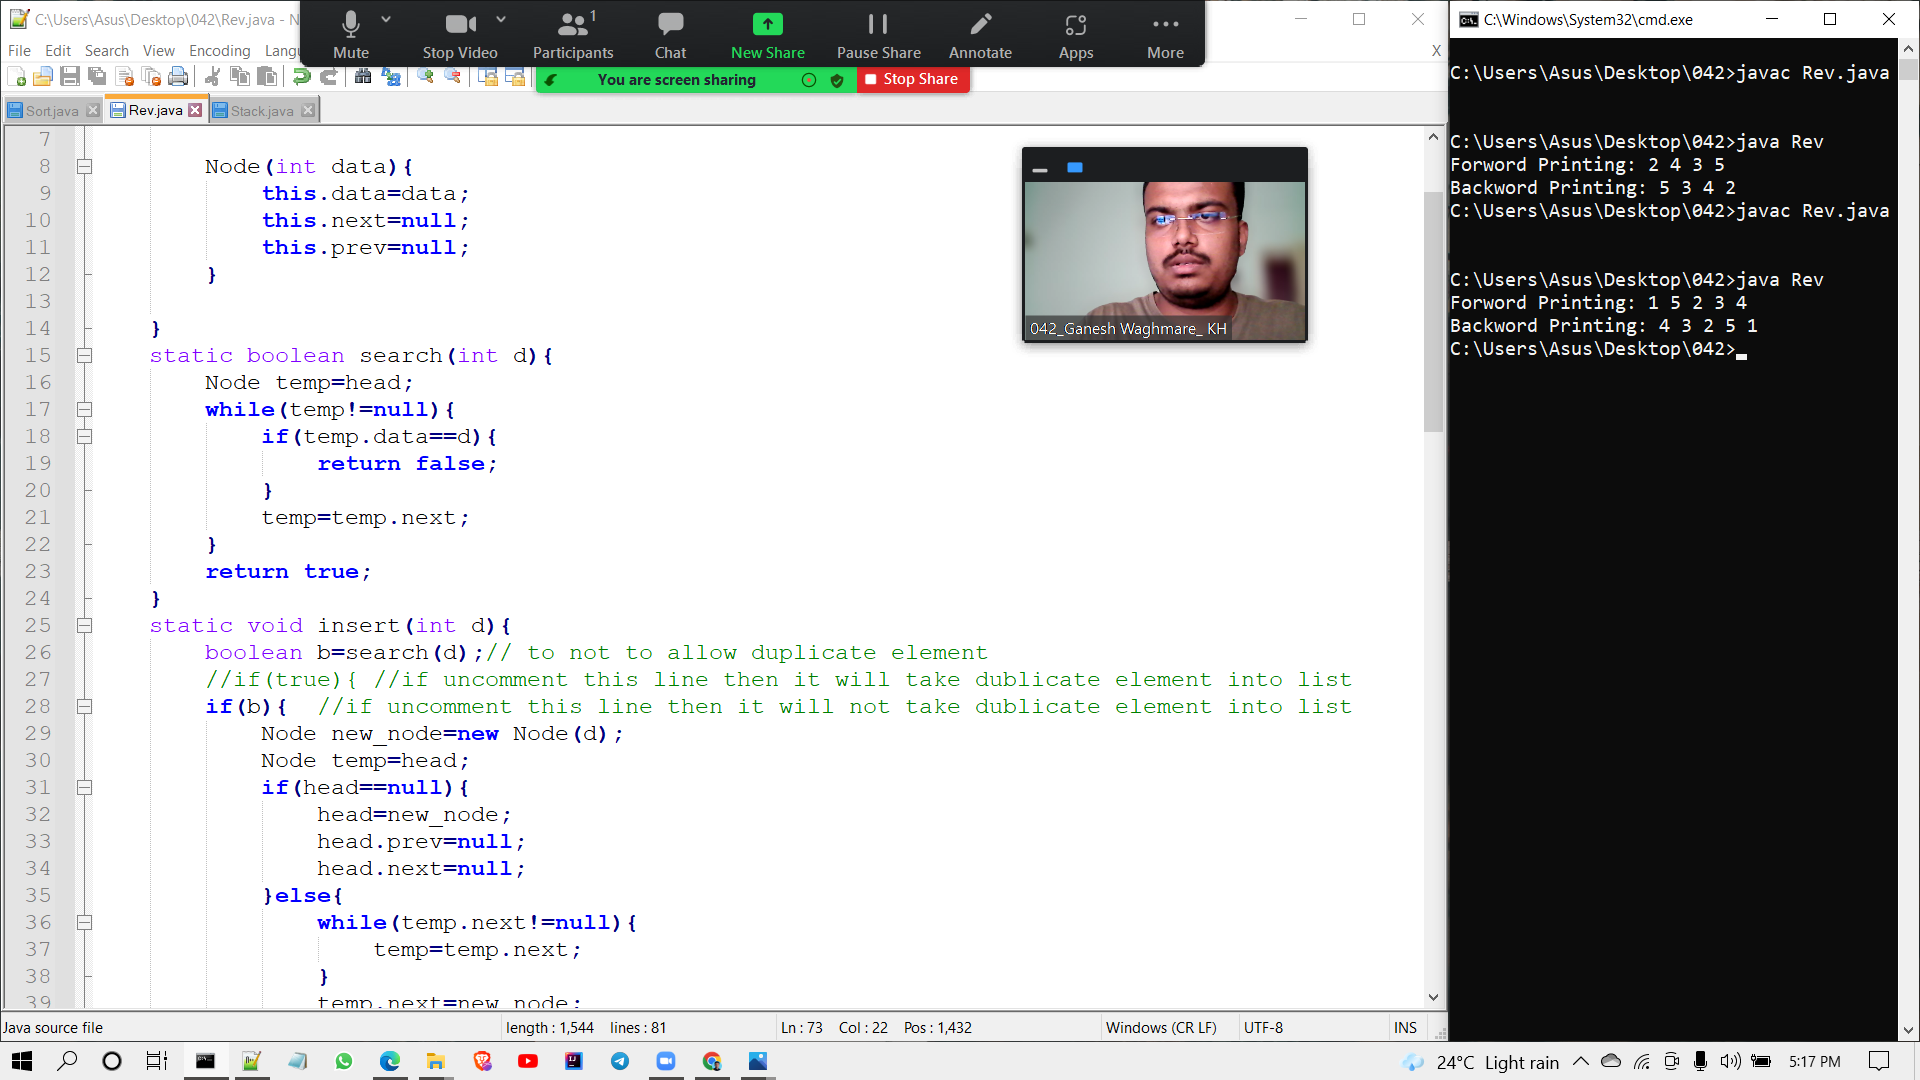 C:\Users\Asus\Desktop\042\Rev.java - N
File Edit Search View Encoding Langu
X
Mute
Stop Video
1
Participants
Chat
New Share
Pause Share
Annotate
Apps
More
You are screen sharing
Stop Share
Sort.java Rev.java Stack.java
7
8 Node(int data){
9 this.data=data;
10 this.next=null;
11 this.prev=null;
12 }
13
14 }
15 static boolean search(int d){
16 Node temp=head;
17 while(temp!=null){
18 if(temp.data==d){
19 return false;
20 }
21 temp=temp.next;
22 }
23 return true;
24 }
25 static void insert(int d){
26 boolean b=search(d);// to not to allow duplicate element
27 //if(true){ //if uncomment this line then it will take dublicate element into list
28 if(b){ //if uncomment this line then it will not take dublicate element into list
29 Node new_node=new Node(d);
30 Node temp=head;
31 if(head==null){
32 head=new_node;
33 head.prev=null;
34 head.next=null;
35 }else{
36 while(temp.next!=null){
37 temp=temp.next;
38 }
39 temp.next=new_node;
042_Ganesh Waghmare_ KH
Java source file length : 1,544 lines : 81 Ln : 73 Col : 22 Pos : 1,432 Windows (CR LF) UTF-8 INS
C:\Windows\System32\cmd.exe
C:\Users\Asus\Desktop\042>javac Rev.java
C:\Users\Asus\Desktop\042>java Rev
Forword Printing: 2 4 3 5
Backword Printing: 5 3 4 2
C:\Users\Asus\Desktop\042>javac Rev.java
C:\Users\Asus\Desktop\042>java Rev
Forword Printing: 1 5 2 3 4
Backword Printing: 4 3 2 5 1
C:\Users\Asus\Desktop\042>
24°C Light rain 5:17 PM